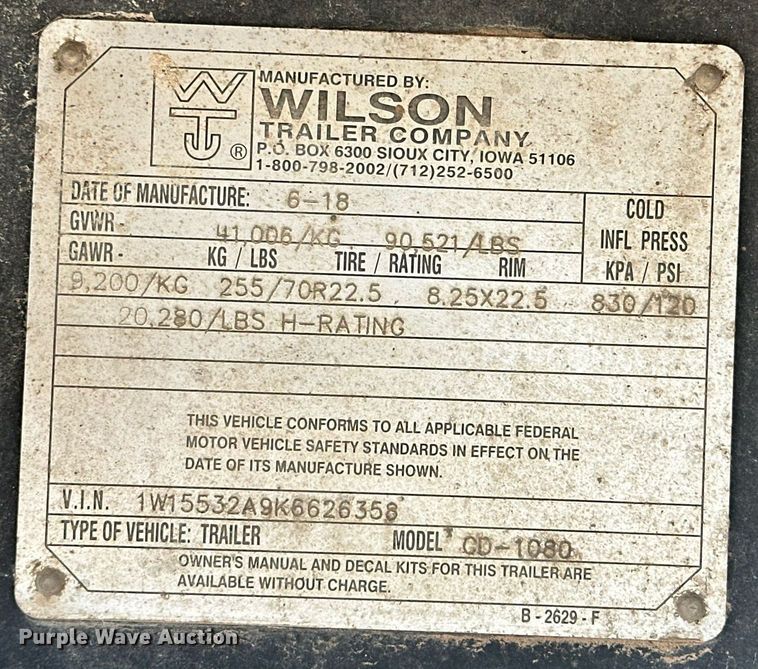 MANUFACTURED BY:
WILSON
TRAILER COMPANY
P.O. BOX 6300 SIOUX CITY, IOWA 51106
1-800-798-2002/(712)252-6500
WTJ ®
DATE OF MANUFACTURE: 6-18
GVWR - 41,006/KG 90,521/LBS
COLD
INFL PRESS
KPA / PSI
GAWR - KG / LBS TIRE / RATING RIM
9,200/KG 255/70R22.5 8.25X22.5 830/120
20,280/LBS H-RATING
THIS VEHICLE CONFORMS TO ALL APPLICABLE FEDERAL
MOTOR VEHICLE SAFETY STANDARDS IN EFFECT ON THE
DATE OF ITS MANUFACTURE SHOWN.
V.I.N. 1W15532A9K6626358
TYPE OF VEHICLE: TRAILER MODEL CD-1080
OWNER'S MANUAL AND DECAL KITS FOR THIS TRAILER ARE
AVAILABLE WITHOUT CHARGE.
B - 2629 - F
Purple Wave Auction